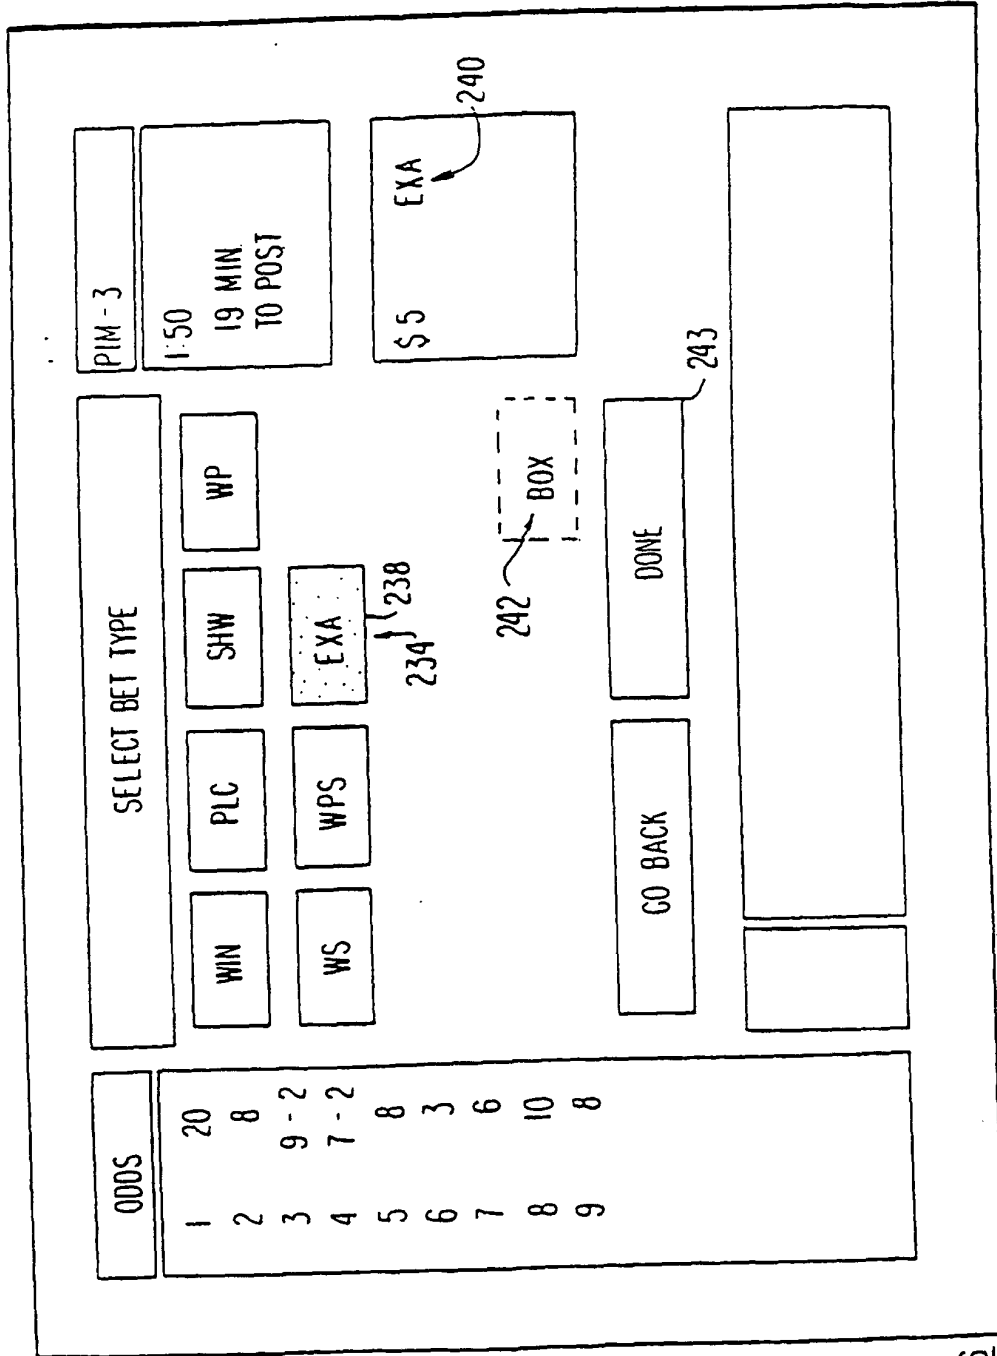 ODDS
1 20
2 8
3 9-2
4 7-2
5 8
6 3
7 6
8 10
9 8
SELECT BET TYPE
WIN PLC SHW WP
WS WPS EXA
238
234
242
BOX
GO BACK DONE
243
PIM-3
1:50
19 MIN.
TO POST
$5 EXA
240